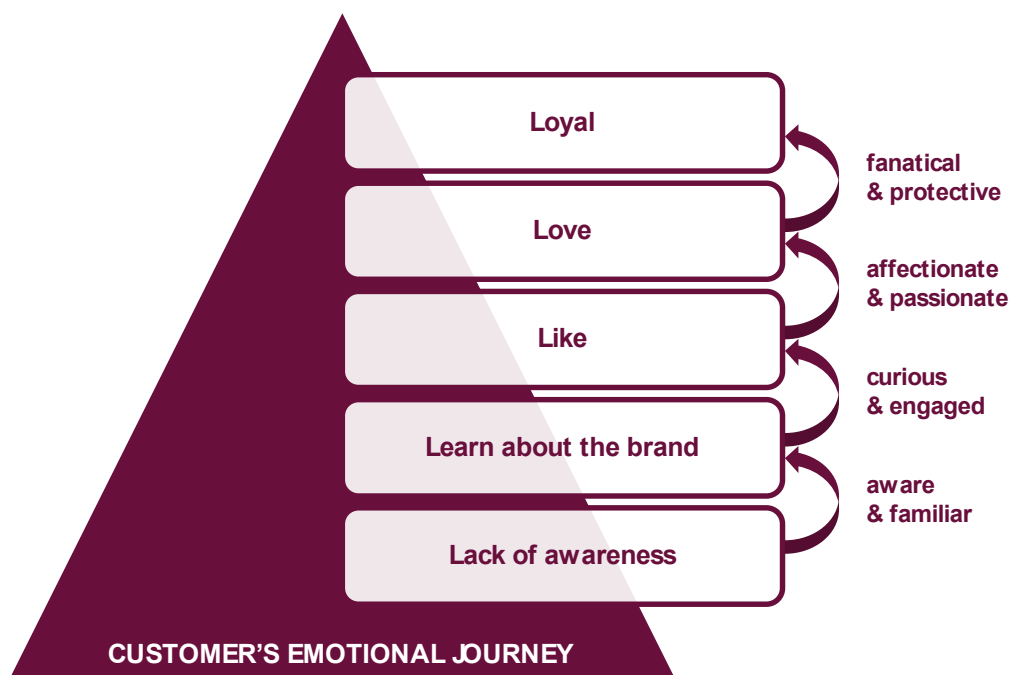 Loyal
fanatical
& protective
Love
affectionate
& passionate
Like
curious
& engaged
Learn about the brand
aware
& familiar
Lack of awareness
CUSTOMER'S EMOTIONAL JOURNEY